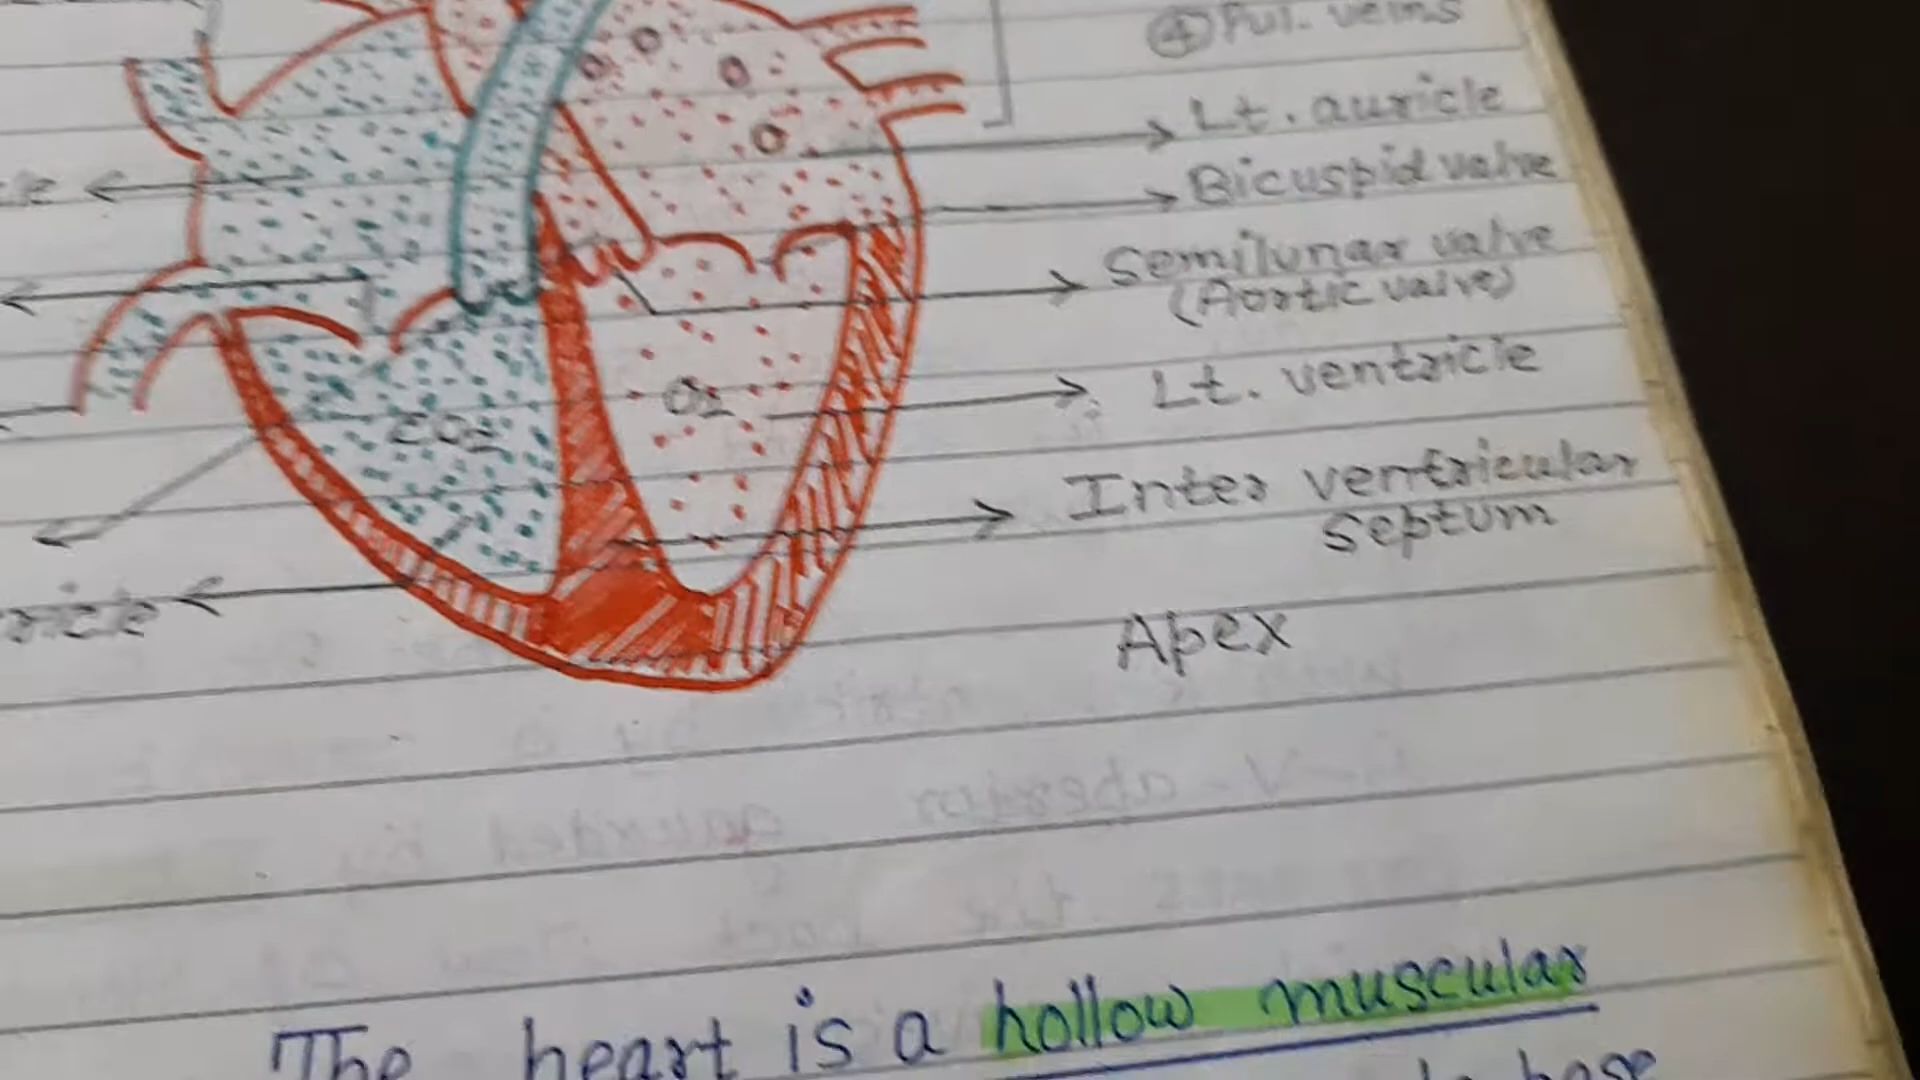 ④ Pul. veins
Lt. auricle
Bicuspid valve
Semilunar valve
(Aortic valve)
Lt. ventricle
CO2
O2
Inter ventricular
Septum
Apex
The heart is a hollow muscular
base